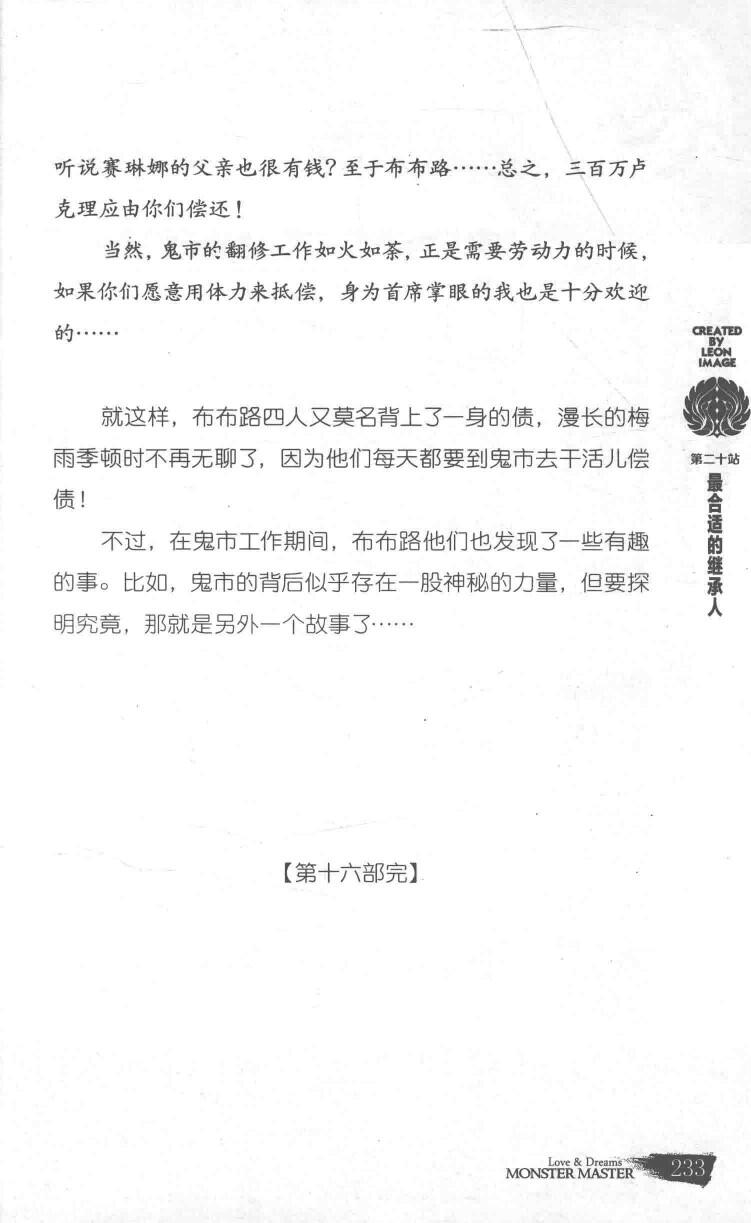 听说赛琳娜的父亲也很有钱?至于布布路……总之，三百万卢
克理应由你们偿还！
当然，鬼市的翻修工作如火如荼，正是需要劳动力的时候，
如果你们愿意用体力来抵偿，身为首席掌眼的我也是十分欢迎
的……
就这样，布布路四人又莫名背上了一身的债，漫长的梅
雨季顿时不再无聊了，因为他们每天都要到鬼市去干活儿偿
债！
不过，在鬼市工作期间，布布路他们也发现了一些有趣
的事。比如，鬼市的背后似乎存在一股神秘的力量，但要探
明究竟，那就是另外一个故事了……
【第十六部完】
CREATED
BY
LEON
IMAGE
第二十站
最合适的继承人
Love & Dreams
MONSTER MASTER
233